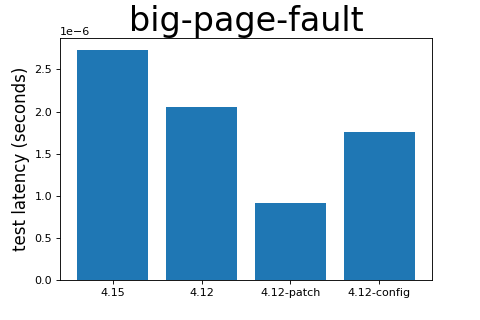 big-page-fault
1e−6
test latency (seconds)
2.5
2.0
1.5
1.0
0.5
0.0
4.15 4.12 4.12-patch 4.12-config